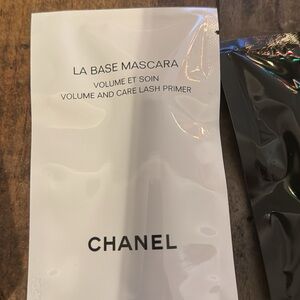 LA BASE MASCARA
VOLUME ET SOIN
VOLUME AND CARE LASH PRIMER
CHANEL